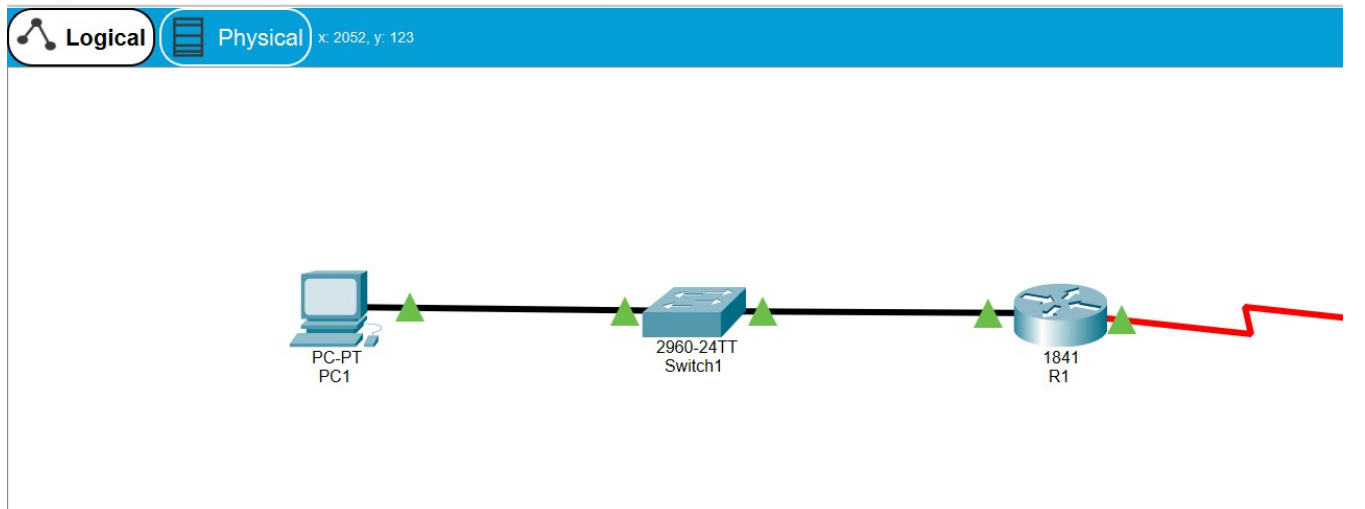 Logical
Physical
x: 2052, y: 123
PC-PT
PC1
2960-24TT
Switch1
1841
R1